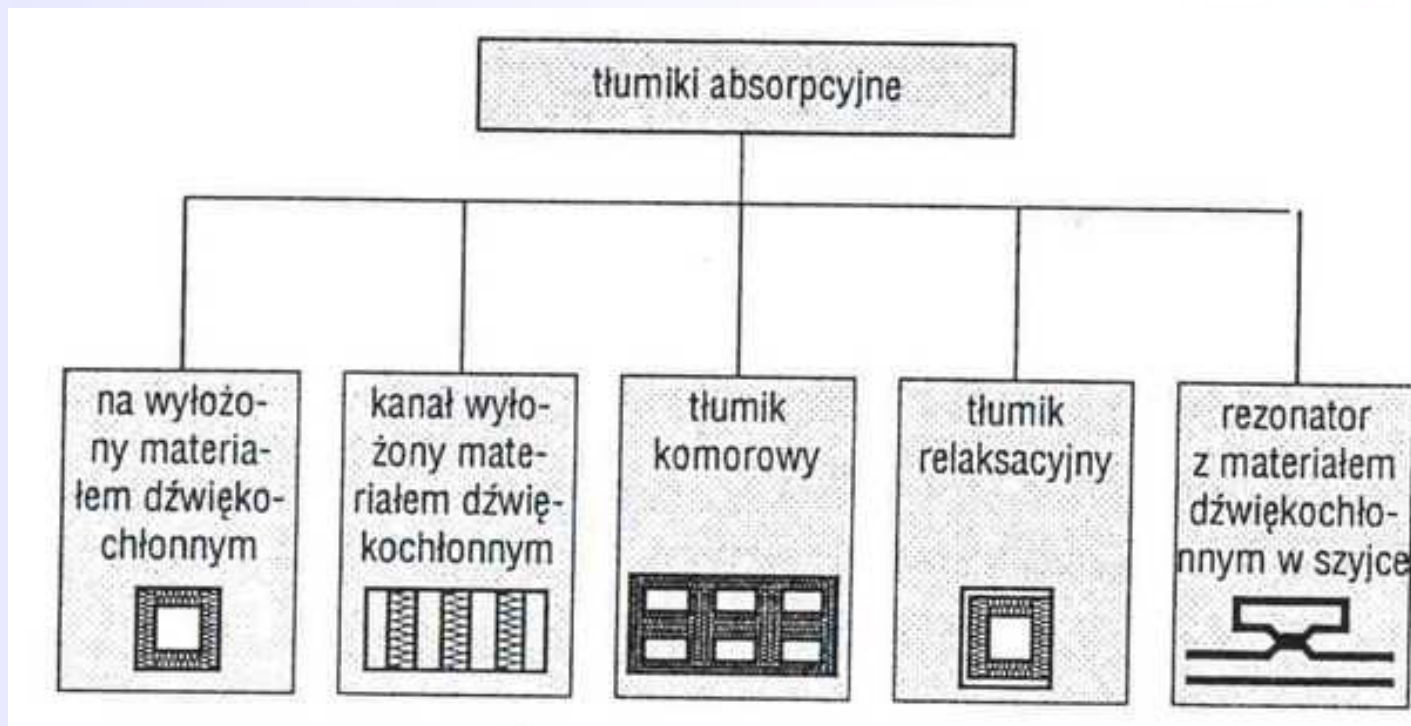 tłumiki absorpcyjne
na wyłożo-
ny materia-
łem dźwięko-
chłonnym
kanał wyło-
żony mate-
riałem dźwię-
kochłonnym
tłumik
komorowy
tłumik
relaksacyjny
rezonator
z materiałem
dźwiękochło-
nnym w szyjce